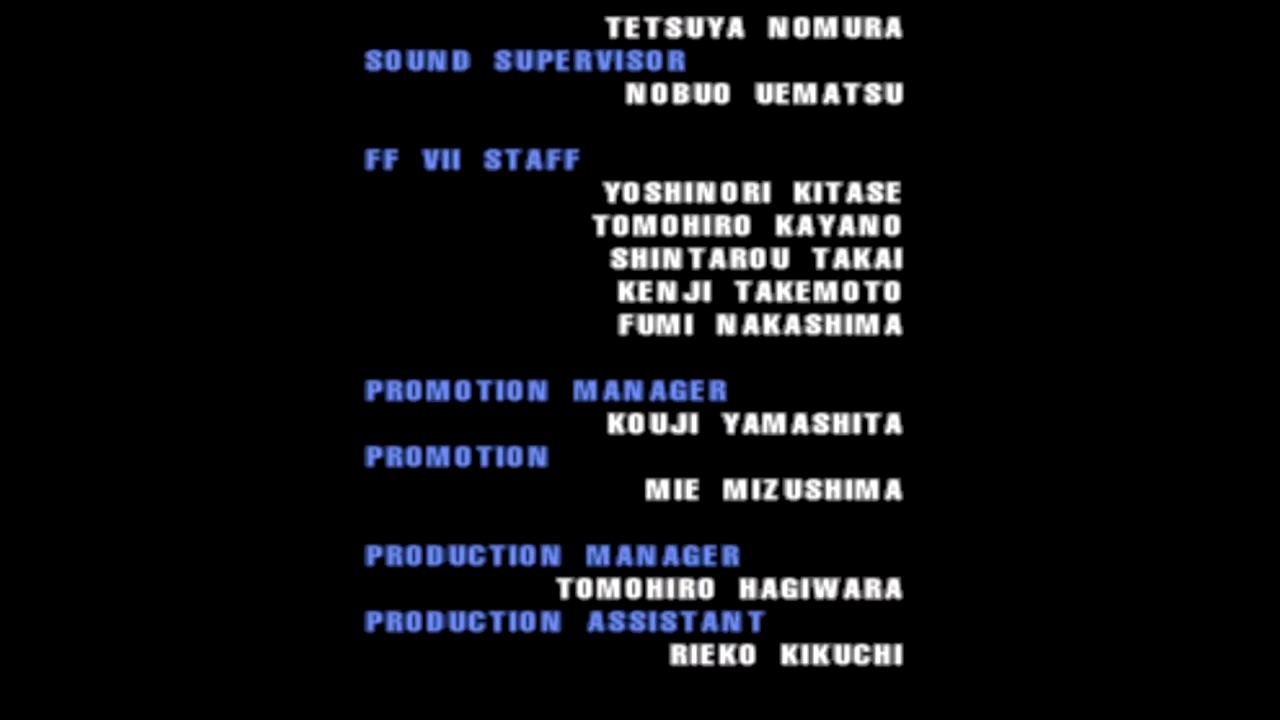 TETSUYA NOMURA
SOUND SUPERVISOR
NOBUO UEMATSU
FF VII STAFF
YOSHINORI KITASE
TOMOHIRO KAYANO
SHINTAROU TAKAI
KENJI TAKEMOTO
FUMI NAKASHIMA
PROMOTION MANAGER
KOUJI YAMASHITA
PROMOTION
MIE MIZUSHIMA
PRODUCTION MANAGER
TOMOHIRO HAGIWARA
PRODUCTION ASSISTANT
RIEKO KIKUCHI